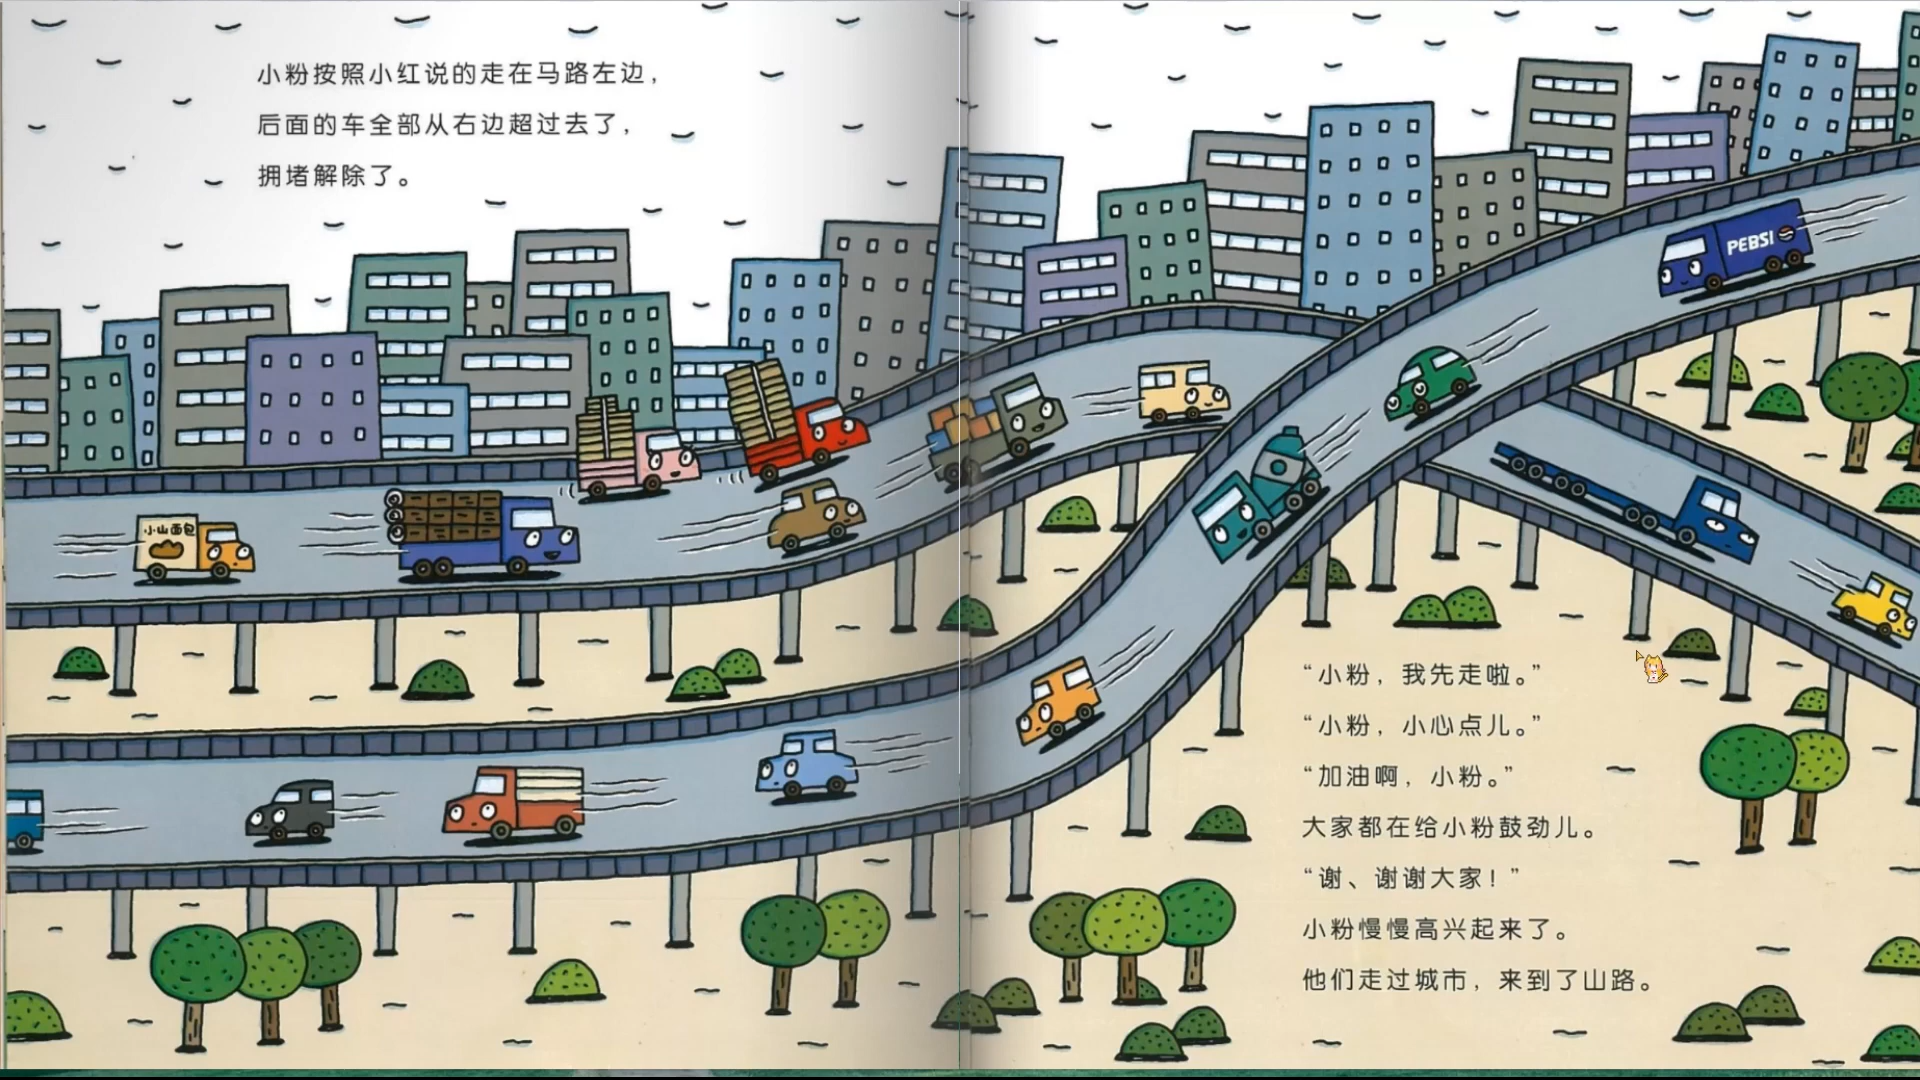 小粉按照小红说的走在马路左边，
后面的车全部从右边超过去了，
拥堵解除了。
小山面包
PEBSI
“小粉，我先走啦。”
“小粉，小心点儿。”
“加油啊，小粉。”
大家都在给小粉鼓劲儿。
“谢、谢谢大家！”
小粉慢慢高兴起来了。
他们走过城市，来到了山路。